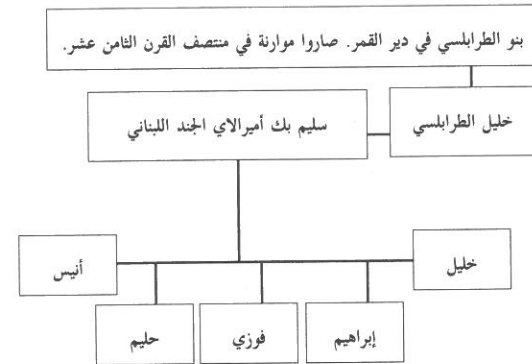 بنو الطرابلسي في دير القمر. صاروا موارنة في منتصف القرن الثامن عشر.
خليل الطرابلسي
سليم بك أميرالاي الجند اللبناني
خليل
أنيس
إبراهيم
فوزي
حليم